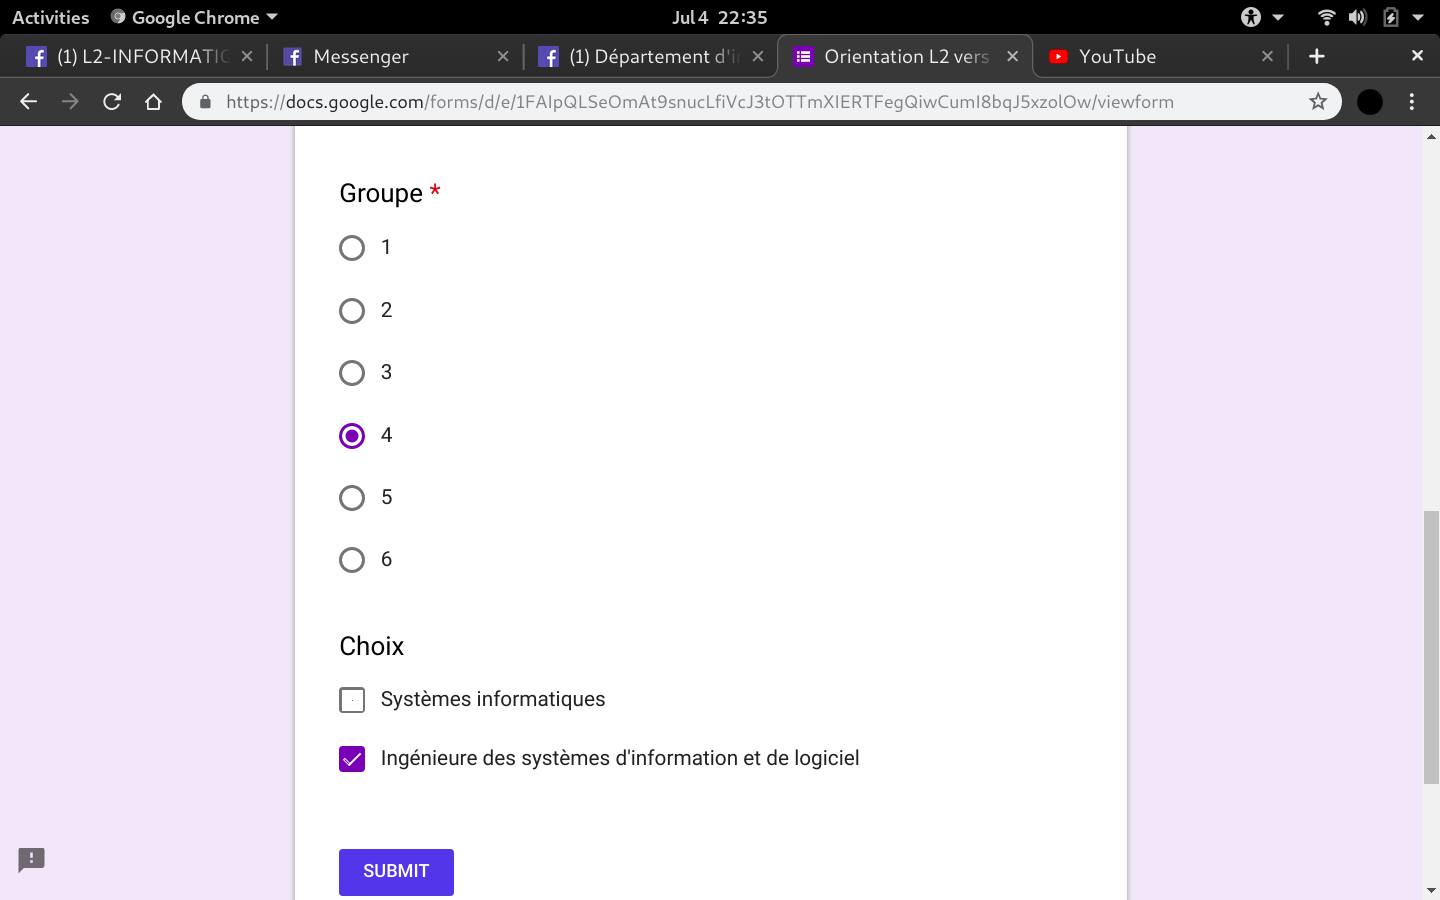 Activities Google Chrome Jul 4 22:35
(1) L2-INFORMATIC Messenger (1) Département d'i Orientation L2 vers YouTube
https://docs.google.com/forms/d/e/1FAIpQLSeOmAt9snucLfiVcJ3tOTTmXIERTFegQiwCumI8bqJ5xzolOw/viewform
Groupe *
1
2
3
4
5
6
Choix
Systèmes informatiques
Ingénieure des systèmes d'information et de logiciel
SUBMIT